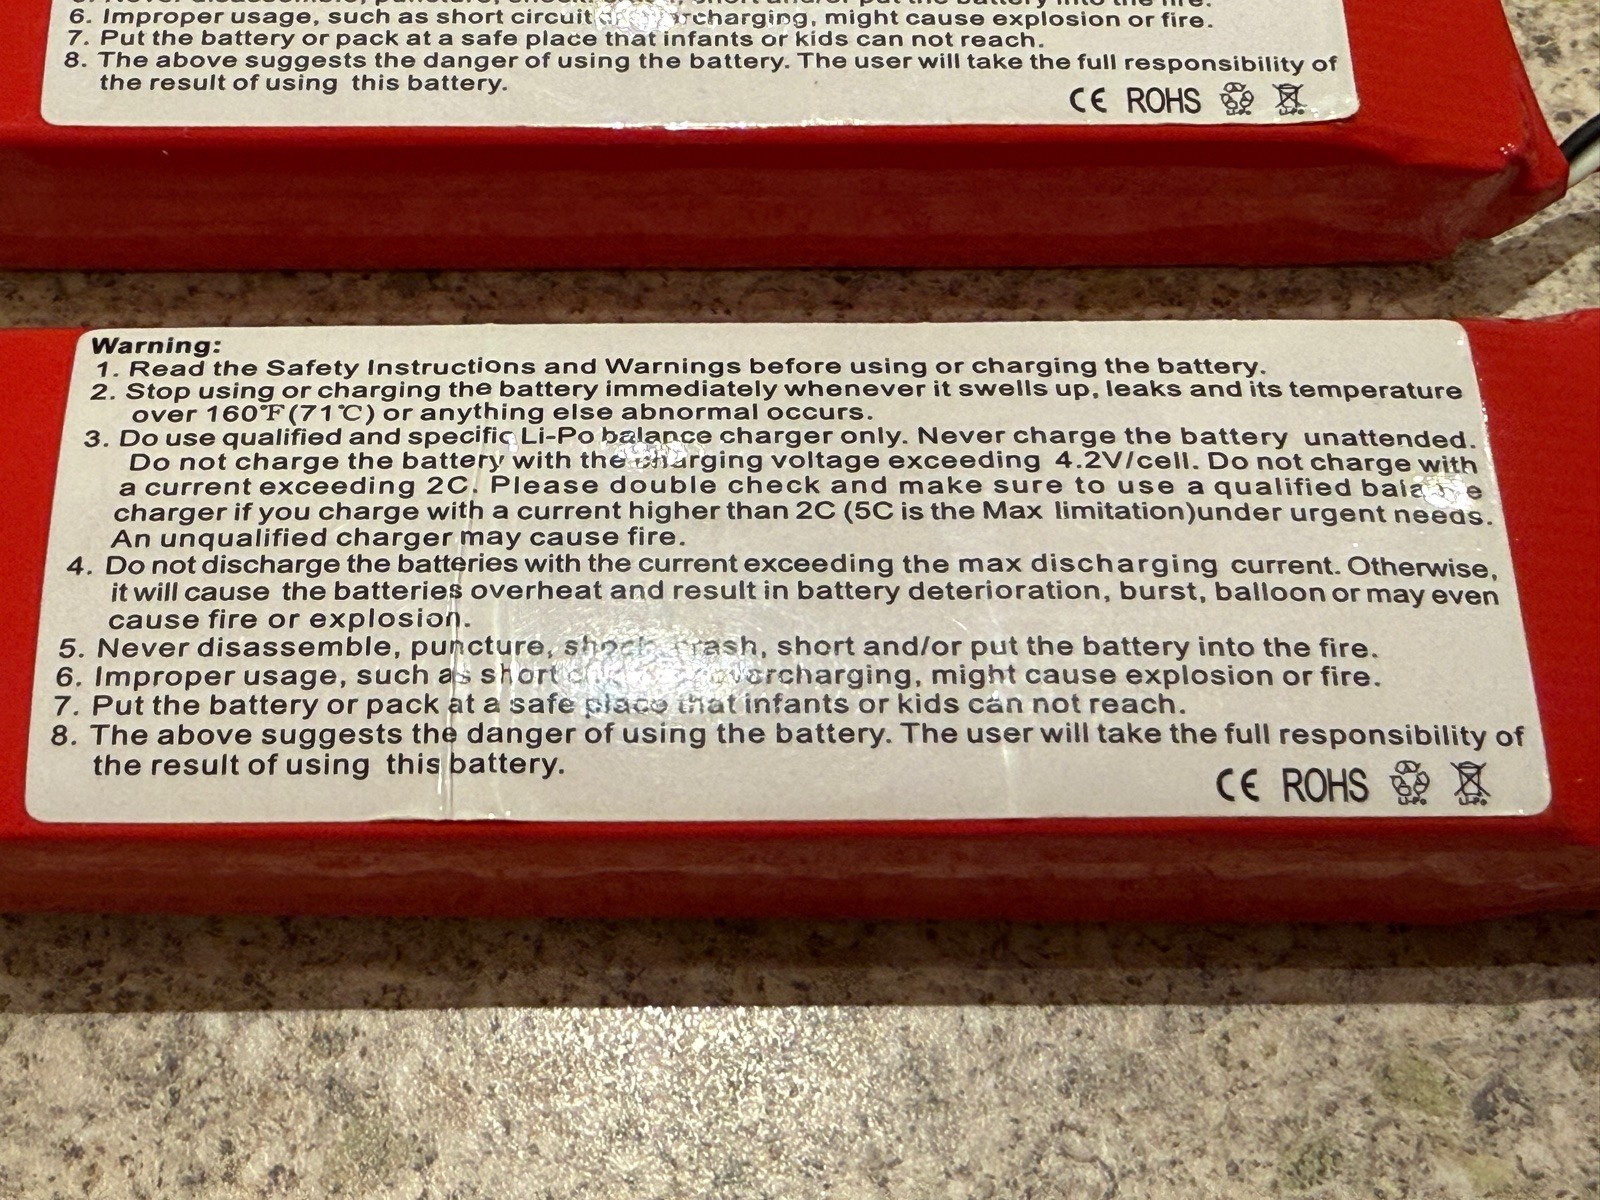 6. Improper usage, such as short circuit charging, might cause explosion or fire.
7. Put the battery or pack at a safe place that infants or kids can not reach.
8. The above suggests the danger of using the battery. The user will take the full responsibility of
the result of using this battery.
CE ROHS
Warning:
1. Read the Safety Instructions and Warnings before using or charging the battery.
2. Stop using or charging the battery immediately whenever it swells up, leaks and its temperature
over 160℉(71℃) or anything else abnormal occurs.
3. Do use qualified and specific Li-Po balance charger only. Never charge the battery unattended.
Do not charge the battery with the charging voltage exceeding 4.2V/cell. Do not charge with
a current exceeding 2C. Please double check and make sure to use a qualified balance
charger if you charge with a current higher than 2C (5C is the Max limitation)under urgent needs.
An unqualified charger may cause fire.
4. Do not discharge the batteries with the current exceeding the max discharging current. Otherwise,
it will cause the batteries overheat and result in battery deterioration, burst, balloon or may even
cause fire or explosion.
5. Never disassemble, puncture, shock, crash, short and/or put the battery into the fire.
6. Improper usage, such as short overcharging, might cause explosion or fire.
7. Put the battery or pack at a safe place that infants or kids can not reach.
8. The above suggests the danger of using the battery. The user will take the full responsibility of
the result of using this battery.
CE ROHS Li-Po Li-Po